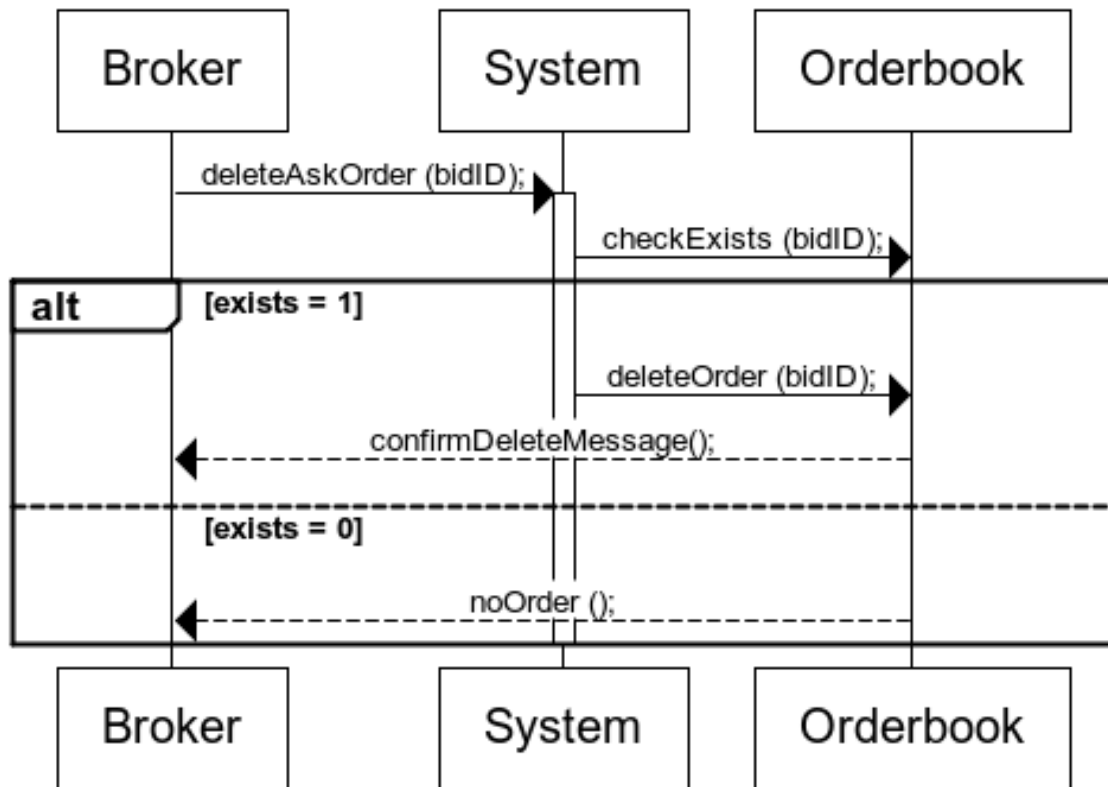 Broker System Orderbook
deleteAskOrder (bidID);
checkExists (bidID);
alt [exists = 1]
deleteOrder (bidID);
confirmDeleteMessage();
[exists = 0]
noOrder ();
Broker System Orderbook